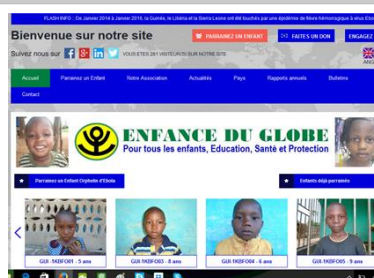 FLASH INFO : De Janvier 2014 à Janvier 2016, la Guinée, le Libéria et la Sierra Leone ont été touchés par une épidémie de fièvre hémorragique à virus Ebo
Bienvenue sur notre site
PARRAINEZ UN ENFANT
FAITES UN DON
ENGAGEZ
Suivez nous sur
VOUS ETES 261 VISITEUR(S) SUR NOTRE SITE
ANG
Accueil
Parrainez un Enfant
Notre Association
Actualités
Pays
Rapports annuels
Bulletins
Contact
ENFANCE DU GLOBE
Pour tous les enfants, Education, Santé et Protection
Parrainez un Enfant Orphelin d'Ebola
Enfants déjà parrainés
GUI -1KBFO01 - 5 ans
GUI-1KBFO03 - 8 ans
GUI-1KBFO04 - 6 ans
GUI-1KBFO05 - 9 ans